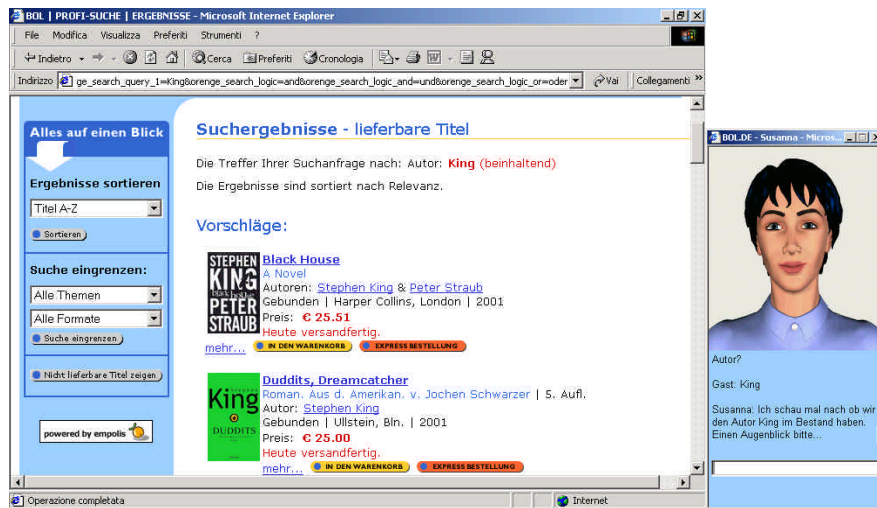 BOL | PROFI-SUCHE | ERGEBNISSE - Microsoft Internet Explorer
File Modifica Visualizza Preferiti Strumenti ?
Indietro Cerca Preferiti Cronologia
Indirizzo ge_search_query_1=King&orenge_search_logic=and&orenge_search_logic_and=und&orenge_search_logic_or=oder Vai Collegamenti »
Alles auf einen Blick
Ergebnisse sortieren
Titel A-Z
Sortieren
Suche eingrenzen:
Alle Themen
Alle Formate
Suche eingrenzen
Nicht lieferbare Titel zeigen
powered by empolis
Suchergebnisse - lieferbare Titel
Die Treffer Ihrer Suchanfrage nach: Autor: King (beinhaltend)
Die Ergebnisse sind sortiert nach Relevanz.
Vorschläge:
STEPHEN
KING
black house
PETER
STRAUB
Black House
A Novel
Autoren: Stephen King & Peter Straub
Gebunden | Harper Collins, London | 2001
Preis: € 25.51
Heute versandfertig.
mehr... IN DEN WARENKORB EXPRESSBESTELLUNG
King
DUDDITS
Duddits, Dreamcatcher
Roman. Aus d. Amerikan. v. Jochen Schwarzer | 5. Aufl.
Autor: Stephen King
Gebunden | Ullstein, Bln. | 2001
Preis: € 25.00
Heute versandfertig.
mehr... IN DEN WARENKORB EXPRESSBESTELLUNG
Operazione completata Internet
BOL.DE - Susanna - Micros...
Autor?
Gast: King
Susanna: Ich schau mal nach ob wir
den Autor King im Bestand haben.
Einen Augenblick bitte...